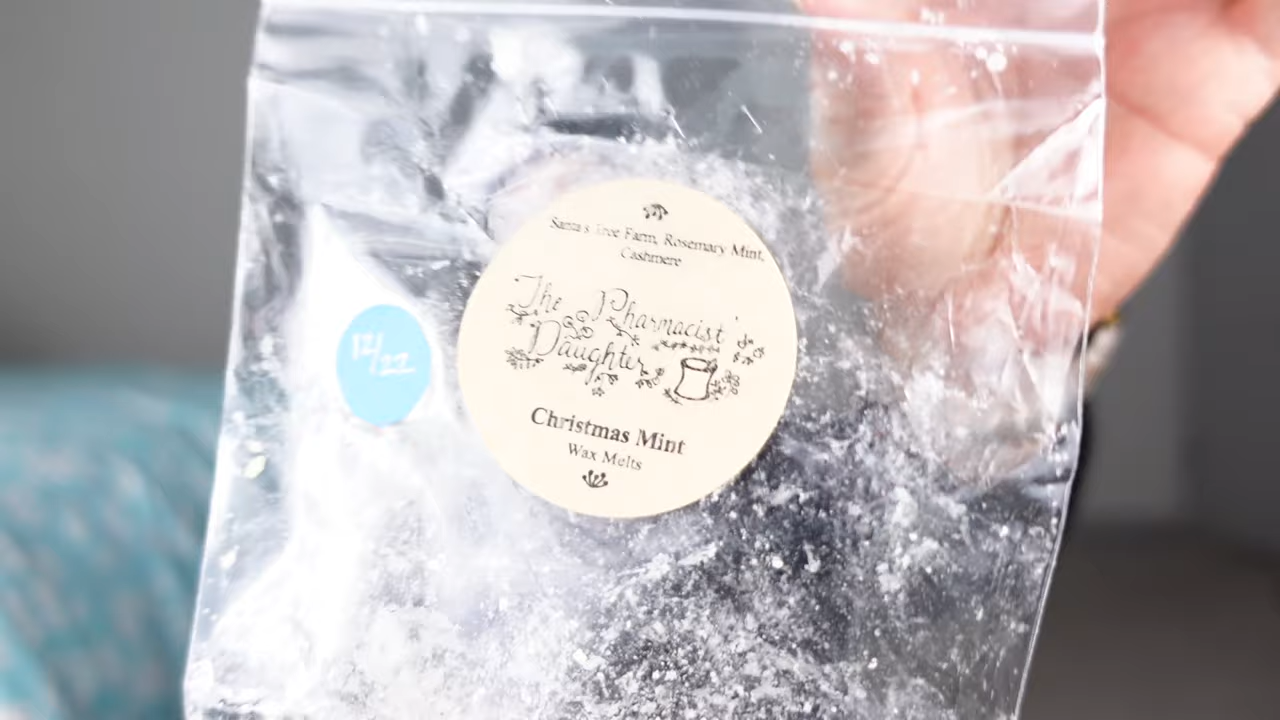 Santa's Tree Farm, Rosemary Mint,
Cashmere
The Pharmacist'
Daughter
12/22
Christmas Mint
Wax Melts